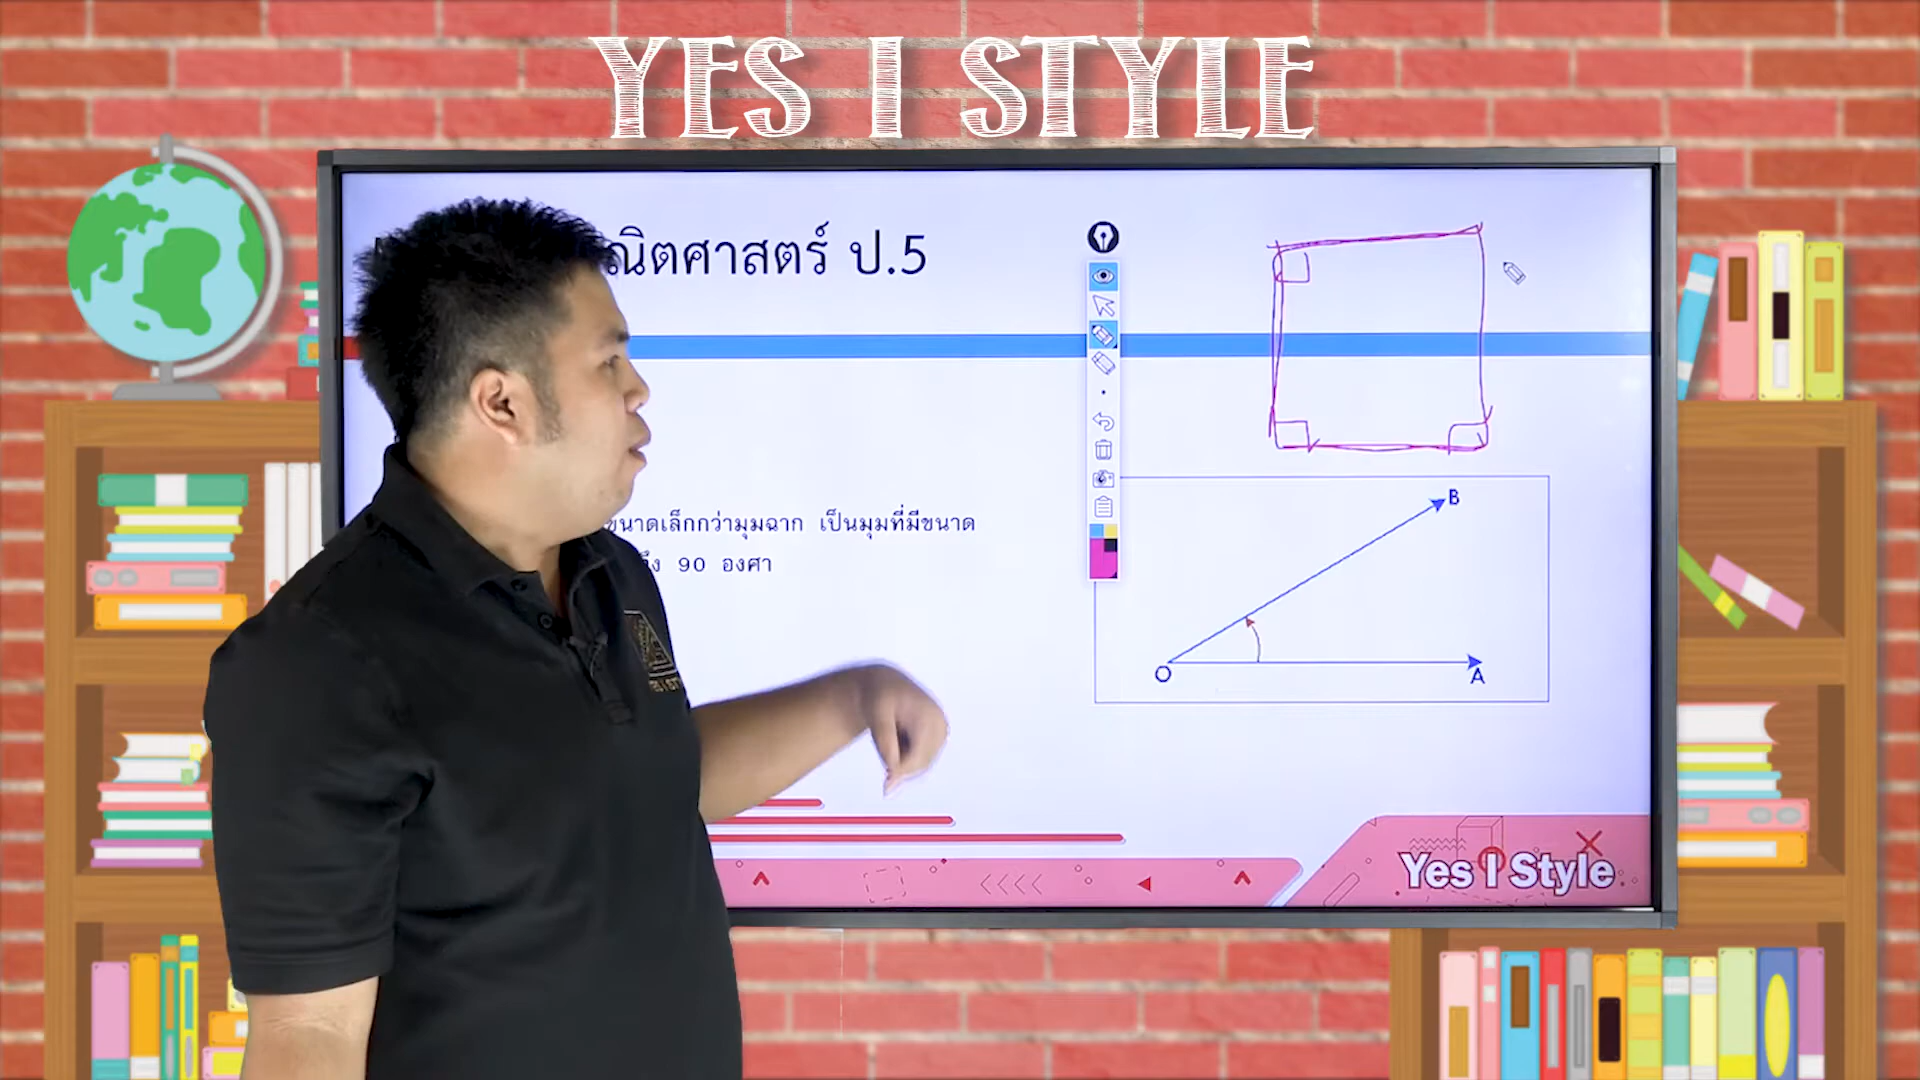 YES I STYLE
ณิตศาสตร์ ป.5
ขนาดเล็กกว่ามุมฉาก เป็นมุมที่มีขนาด
ถึง 90 องศา
B
O
A
Yes I Style